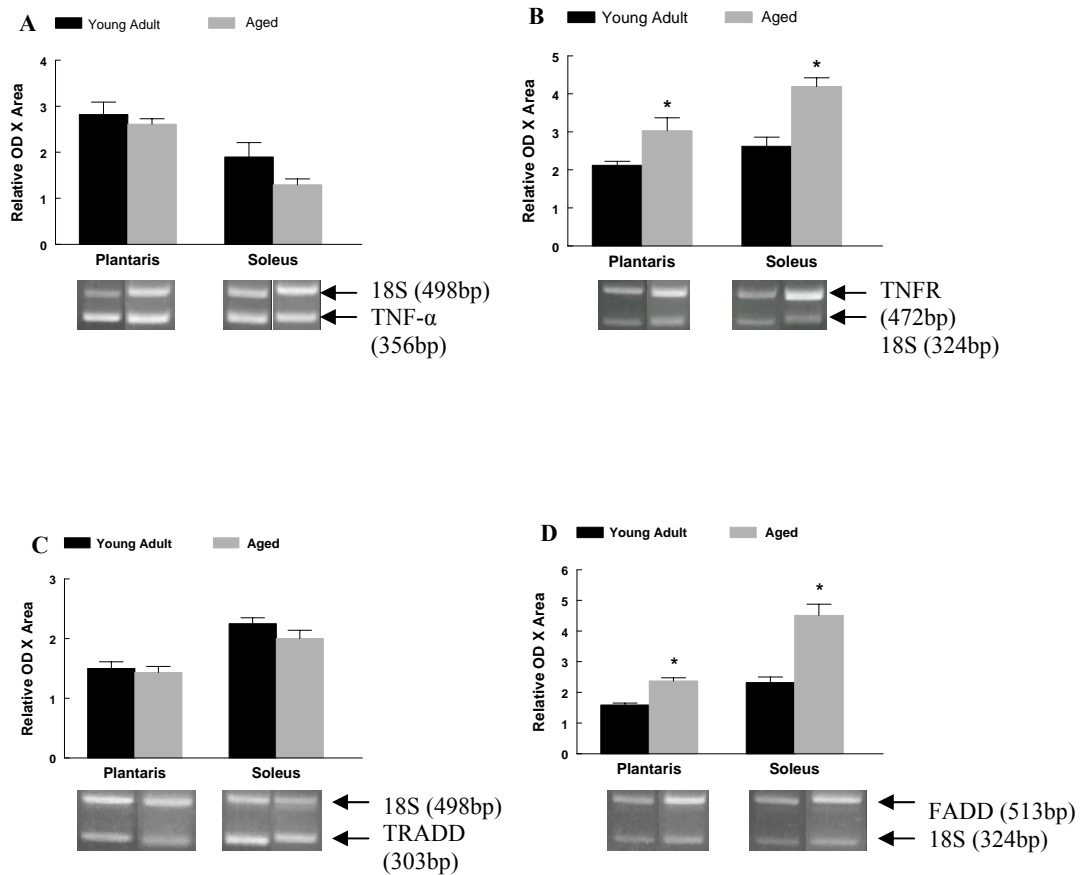 A
Young Adult
Aged
Relative OD X Area
4
3
2
1
0
Plantaris
Soleus
18S (498bp)
TNF-α
(356bp)
B
Young Adult
Aged
Relative OD X Area
5
4
3
2
1
0
*
*
Plantaris
Soleus
TNFR
(472bp)
18S (324bp)
C
Young Adult
Aged
Relative OD X Area
3
2
1
0
Plantaris
Soleus
18S (498bp)
TRADD
(303bp)
D
Young Adult
Aged
Relative OD X Area
6
5
4
3
2
1
0
*
*
Plantaris
Soleus
FADD (513bp)
18S (324bp)